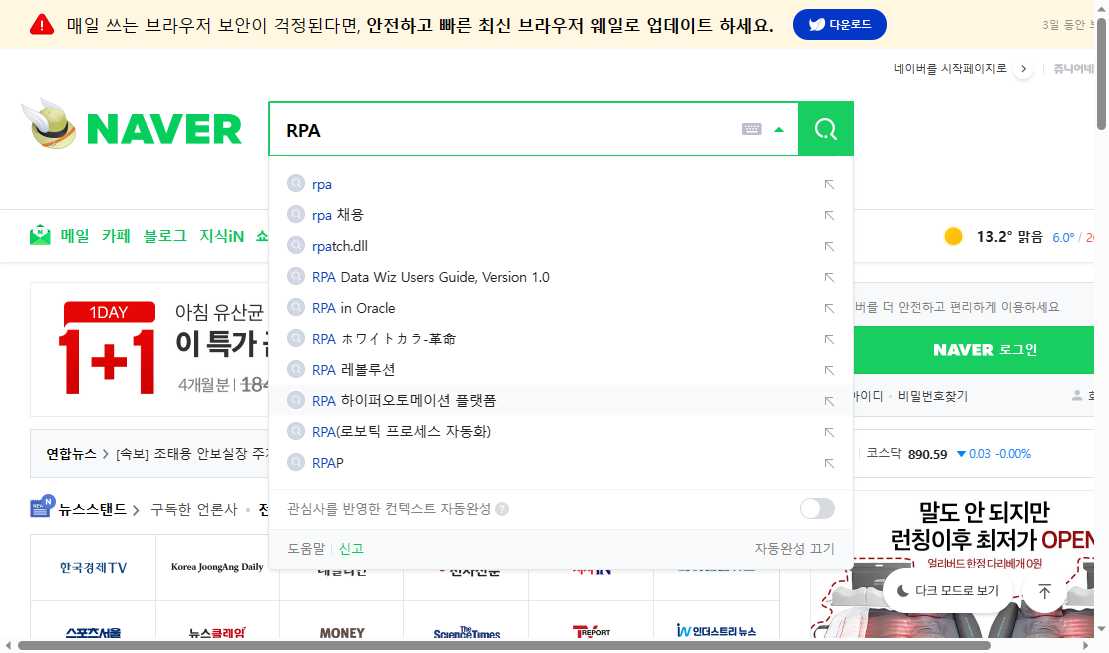 매일 쓰는 브라우저 보안이 걱정된다면, 안전하고 빠른 최신 브라우저 웨일로 업데이트 하세요.
다운로드
3일 동안
네이버를 시작페이지로
쥬니어네
NAVER
RPA
rpa
rpa 채용
rpatch.dll
RPA Data Wiz Users Guide, Version 1.0
RPA in Oracle
RPA ホワイトカラ-革命
RPA 레볼루션
RPA 하이퍼오토메이션 플랫폼
RPA(로보틱 프로세스 자동화)
RPAP
관심사를 반영한 컨텍스트 자동완성 ?
도움말 신고
자동완성 끄기
메일 카페 블로그 지식iN 쇼
13.2° 맑음 6.0° /
1DAY
1+1
아침 유산균
이 특가
4개월분 | 184
버를 더 안전하고 편리하게 이용하세요
NAVER 로그인
아이디 · 비밀번호찾기
연합뉴스 > [속보] 조태용 안보실장 주
코스닥 890.59 ▼0.03 -0.00%
NEW N
뉴스스탠드 > 구독한 언론사 ·
한국경제TV
Korea JoongAng Daily
스포츠서울
뉴스클레임
MONEY
The ScienceTimes
TV REPORT
iN 인더스트리뉴스
말도 안 되지만
런칭이후 최저가 OPEN
얼리버드 한정 다리베개 0원
다크 모드로 보기